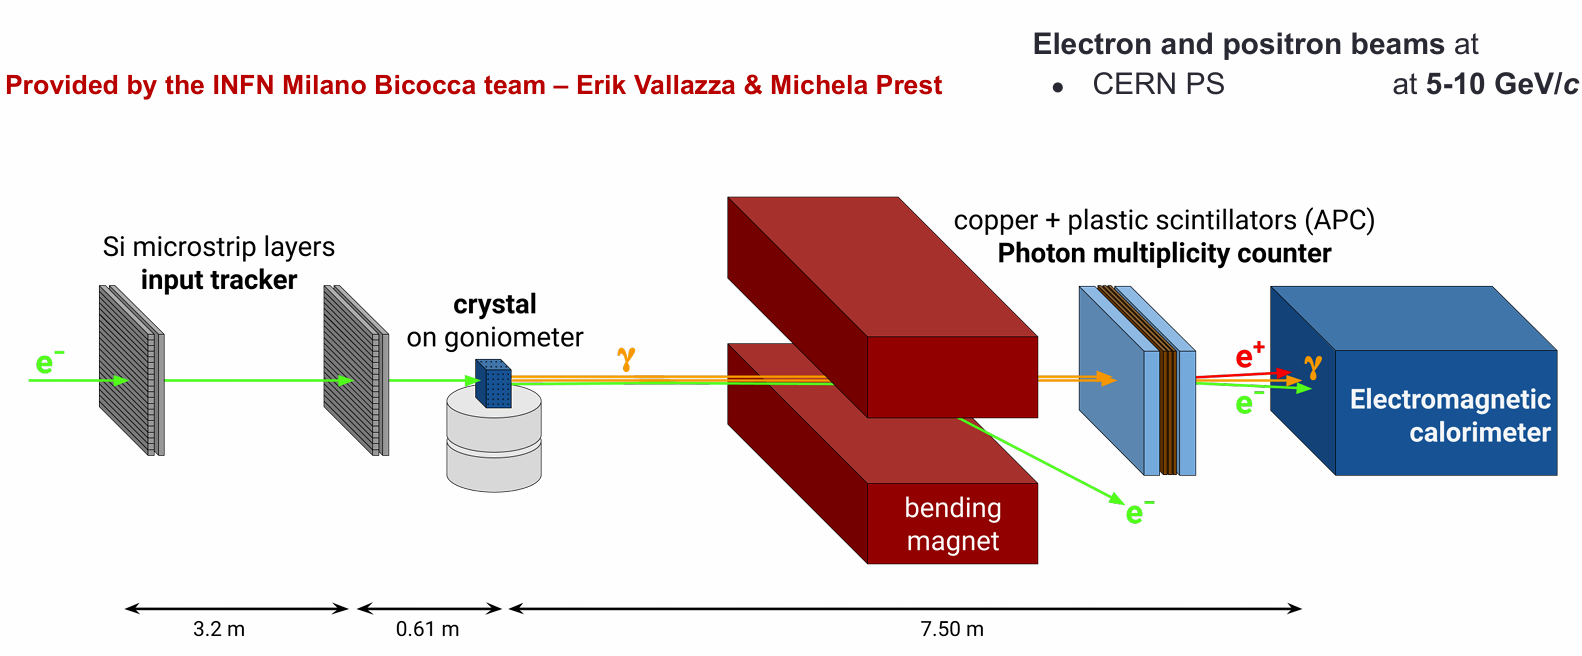 Electron and positron beams at
• CERN PS at 5-10 GeV/c
Provided by the INFN Milano Bicocca team – Erik Vallazza & Michela Prest
Si microstrip layers
input tracker
crystal
on goniometer
copper + plastic scintillators (APC)
Photon multiplicity counter
e⁻
γ
e⁺
γ
e⁻
Electromagnetic
calorimeter
bending
magnet
e⁻
3.2 m
0.61 m
7.50 m